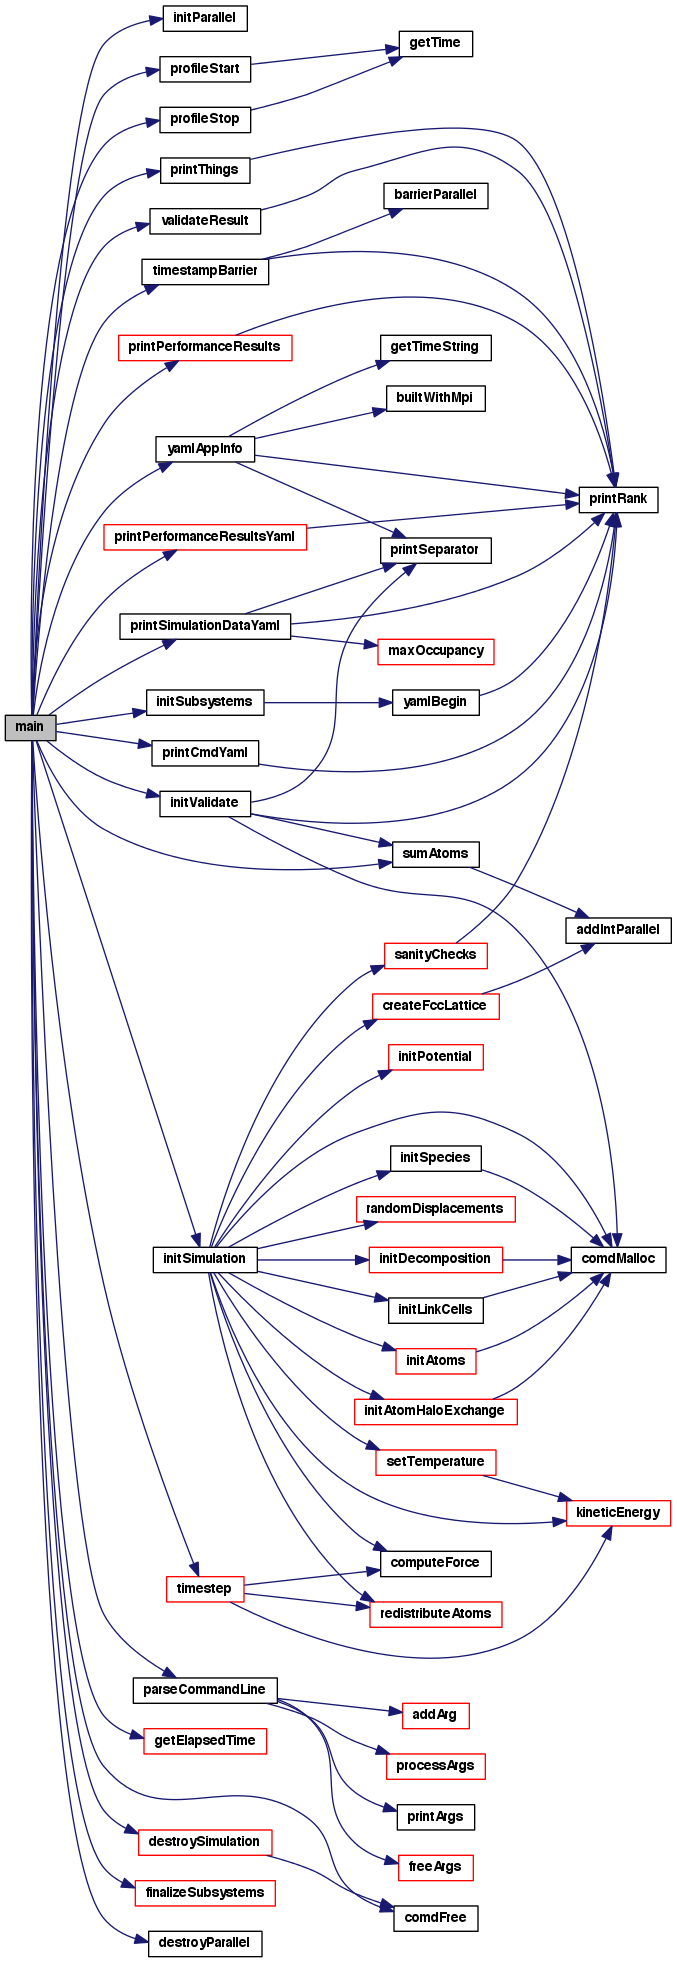 initParallel
getTime
profileStart
profileStop
printThings
barrierParallel
validateResult
timestampBarrier
printPerformanceResults
getTimeString
builtWithMpi
yamlAppInfo
printRank
printPerformanceResultsYaml
printSeparator
printSimulationDataYaml
maxOccupancy
initSubsystems
yamlBegin
main
printCmdYaml
initValidate
sumAtoms
addIntParallel
sanityChecks
createFccLattice
initPotential
initSpecies
randomDisplacements
initSimulation
initDecomposition
comdMalloc
initLinkCells
initAtoms
initAtomHaloExchange
setTemperature
kineticEnergy
computeForce
timestep
redistributeAtoms
parseCommandLine
addArg
getElapsedTime
processArgs
printArgs
destroySimulation
freeArgs
finalizeSubsystems
comdFree
destroyParallel